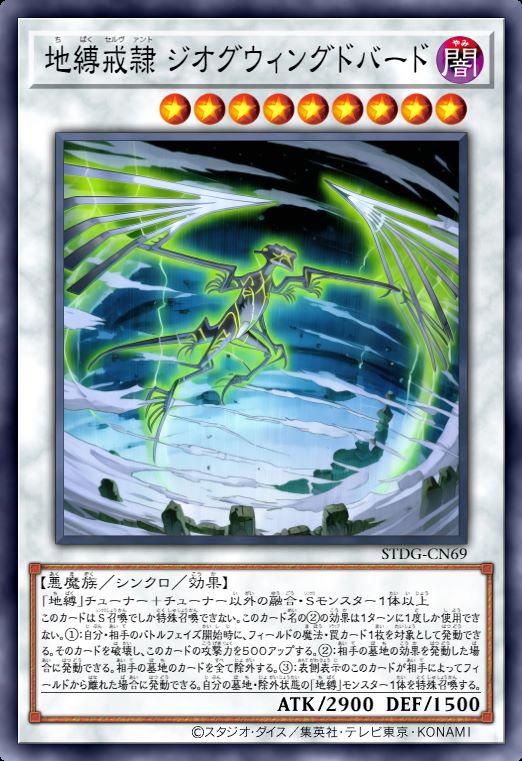 地縛戒隷 ジオグウィングドバード
闇
STDG-CN69
【悪魔族／シンクロ／効果】
「地縛」チューナー＋チューナー以外の融合・Sモンスター1体以上
このカードはS召喚でしか特殊召喚できない。このカード名の②の効果は1ターンに1度しか使用でき
ない。①：自分・相手のバトルフェイズ開始時に、フィールドの魔法・罠カード1枚を対象として発動でき
る。そのカードを破壊し、このカードの攻撃力を500アップする。②：相手の墓地の効果を発動した場
合に発動できる。相手の墓地のカードを全て除外する。③：表側表示のこのカードが相手によってフィ
ールドから離れた場合に発動できる。自分の墓地・除外状態の「地縛」モンスター1体を特殊召喚する。
ATK/2900 DEF/1500
©スタジオ・ダイス／集英社・テレビ東京・KONAMI